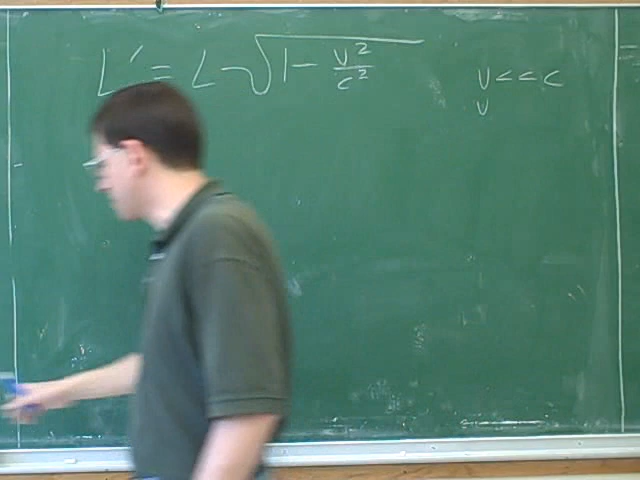 L' = L √1 - v²/c²
v << c
v